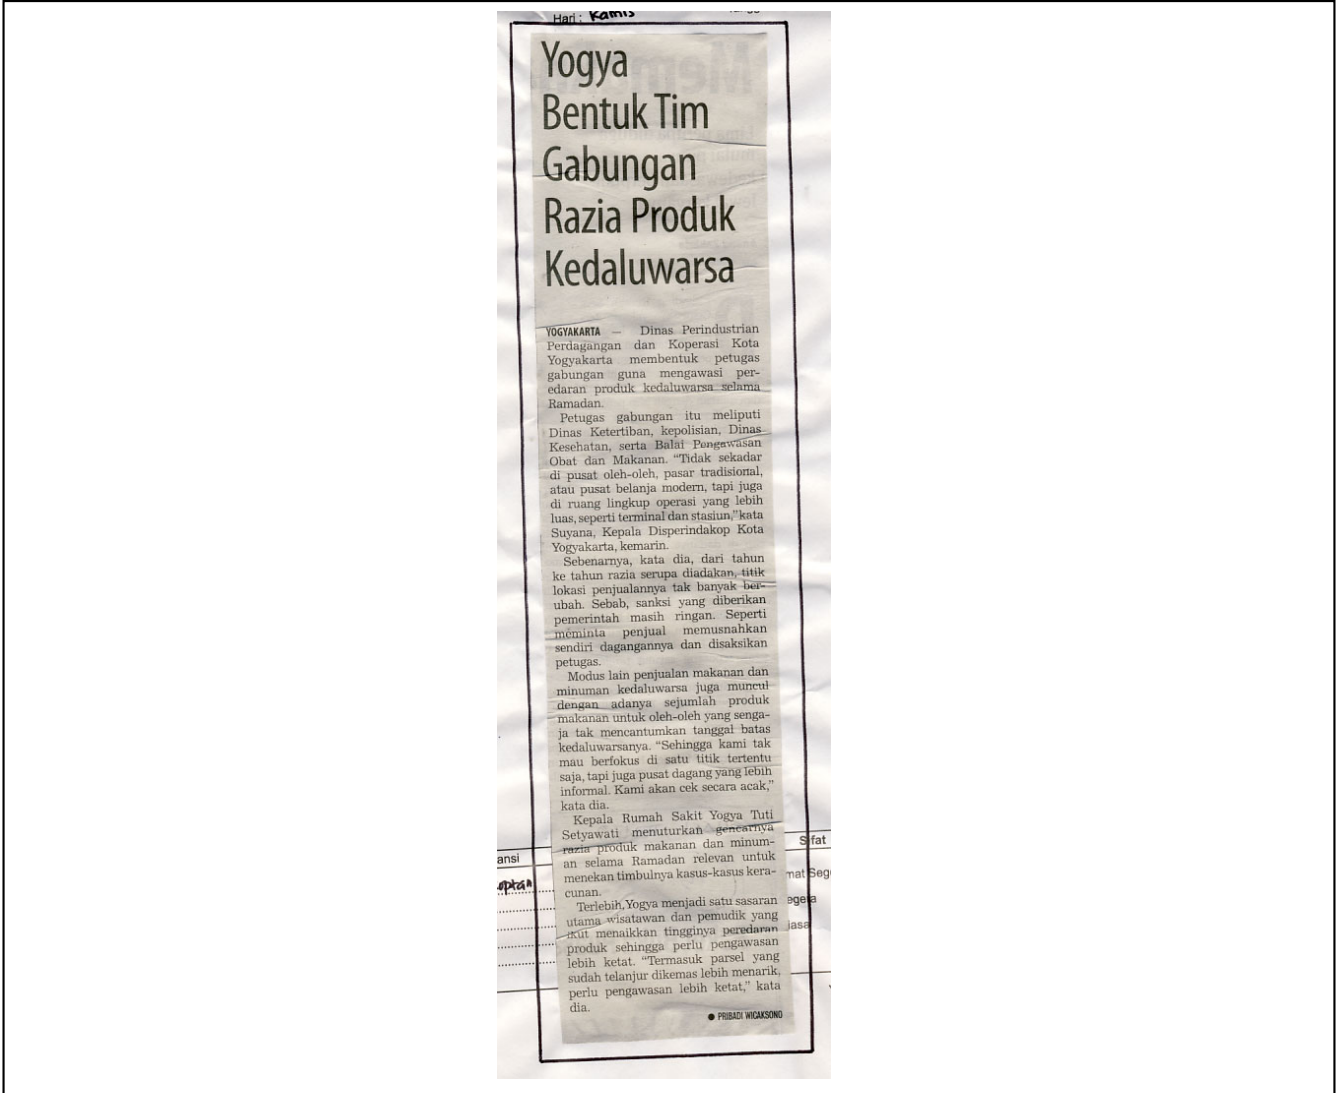 Hari : Kamis
Yogya
Bentuk Tim
Gabungan
Razia Produk
Kedaluwarsa
YOGYAKARTA — Dinas Perindustrian
Perdagangan dan Koperasi Kota
Yogyakarta membentuk petugas
gabungan guna mengawasi per-
edaran produk kedaluwarsa selama
Ramadan.
Petugas gabungan itu meliputi
Dinas Ketertiban, kepolisian, Dinas
Kesehatan, serta Balai Pengawasan
Obat dan Makanan. “Tidak sekadar
di pusat oleh-oleh, pasar tradisional,
atau pusat belanja modern, tapi juga
di ruang lingkup operasi yang lebih
luas, seperti terminal dan stasiun,” kata
Suyana, Kepala Disperindakop Kota
Yogyakarta, kemarin.
Sebenarnya, kata dia, dari tahun
ke tahun razia serupa diadakan, titik
lokasi penjualannya tak banyak ber-
ubah. Sebab, sanksi yang diberikan
pemerintah masih ringan. Seperti
meminta penjual memusnahkan
sendiri dagangannya dan disaksikan
petugas.
Modus lain penjualan makanan dan
minuman kedaluwarsa juga muncul
dengan adanya sejumlah produk
makanan untuk oleh-oleh yang senga-
ja tak mencantumkan tanggal batas
kedaluwarsanya. “Sehingga kami tak
mau berfokus di satu titik tertentu
saja, tapi juga pusat dagang yang lebih
informal. Kami akan cek secara acak,”
kata dia.
Kepala Rumah Sakit Yogya Tuti
Setyawati menuturkan gencarnya
razia produk makanan dan minum-
an selama Ramadan relevan untuk
menekan timbulnya kasus-kasus kera-
cunan.
Terlebih, Yogya menjadi satu sasaran
utama wisatawan dan pemudik yang
ikut menaikkan tingginya peredaran
produk sehingga perlu pengawasan
lebih ketat. “Termasuk parsel yang
sudah telanjur dikemas lebih menarik,
perlu pengawasan lebih ketat,” kata
dia.
● PRIBADI WICAKSONO
ansi
Sifat
mat Seg
egera
iasa